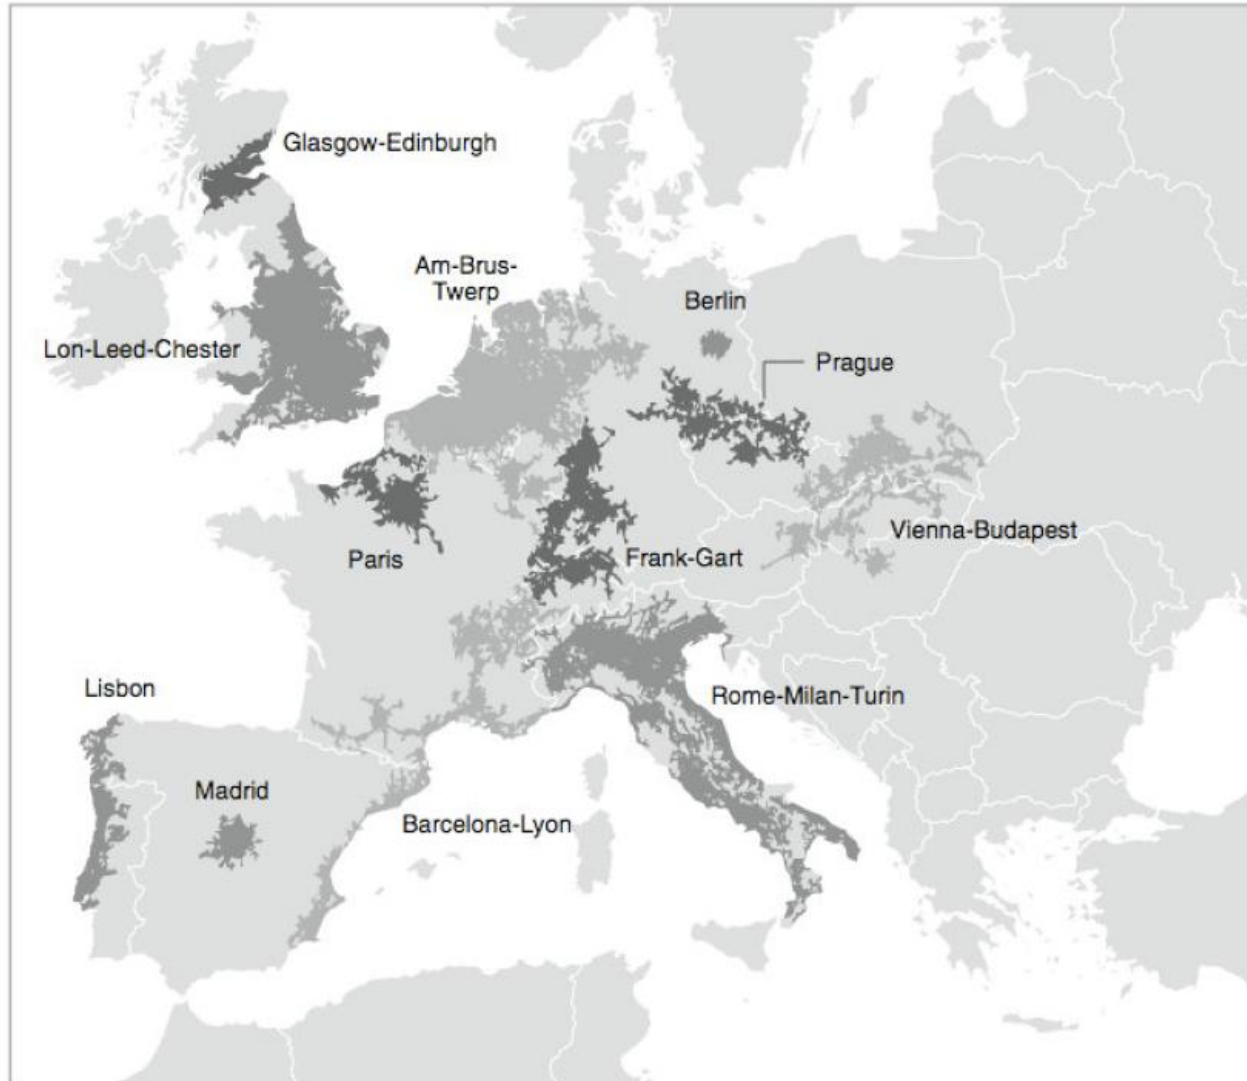 Glasgow-Edinburgh
Am-Brus-
Twerp
Berlin
Lon-Leed-Chester
Prague
Vienna-Budapest
Paris
Frank-Gart
Lisbon
Rome-Milan-Turin
Madrid
Barcelona-Lyon